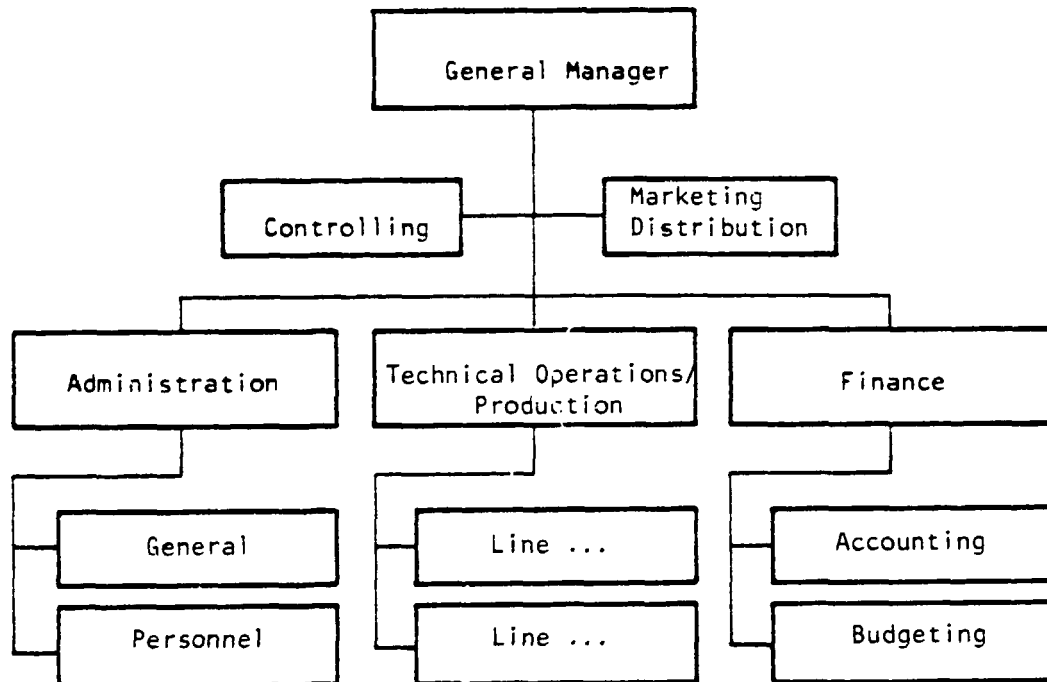 General Manager
Controlling
Marketing
Distribution
Administration
Technical Operations/
Production
Finance
General
Line ...
Accounting
Personnel
Line ...
Budgeting